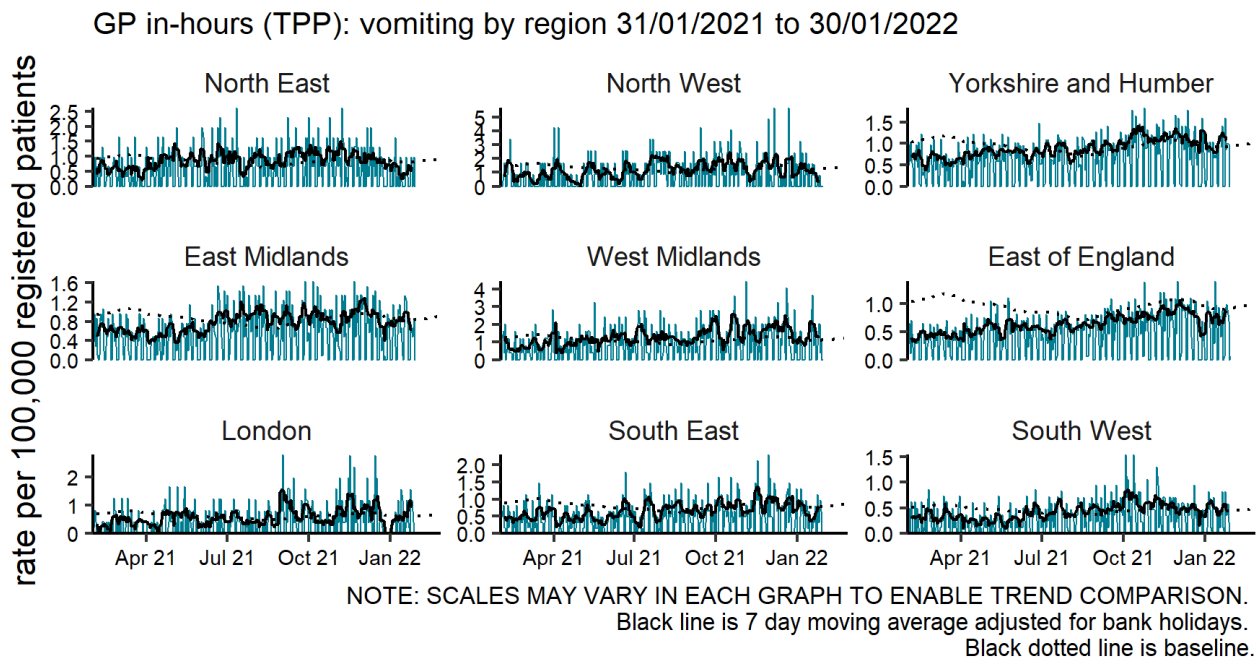 GP in-hours (TPP): vomiting by region 31/01/2021 to 30/01/2022
rate per 100,000 registered patients
North East
2.5
2.0
1.5
1.0
0.5
0.0
North West
5
4
3
2
1
0
Yorkshire and Humber
1.5
1.0
0.5
0.0
East Midlands
1.6
1.2
0.8
0.4
0.0
West Midlands
4
3
2
1
0
East of England
1.0
0.5
0.0
London
2
1
0
South East
2.0
1.5
1.0
0.5
0.0
South West
1.5
1.0
0.5
0.0
Apr 21 Jul 21 Oct 21 Jan 22
Apr 21 Jul 21 Oct 21 Jan 22
Apr 21 Jul 21 Oct 21 Jan 22
NOTE: SCALES MAY VARY IN EACH GRAPH TO ENABLE TREND COMPARISON.
Black line is 7 day moving average adjusted for bank holidays.
Black dotted line is baseline.